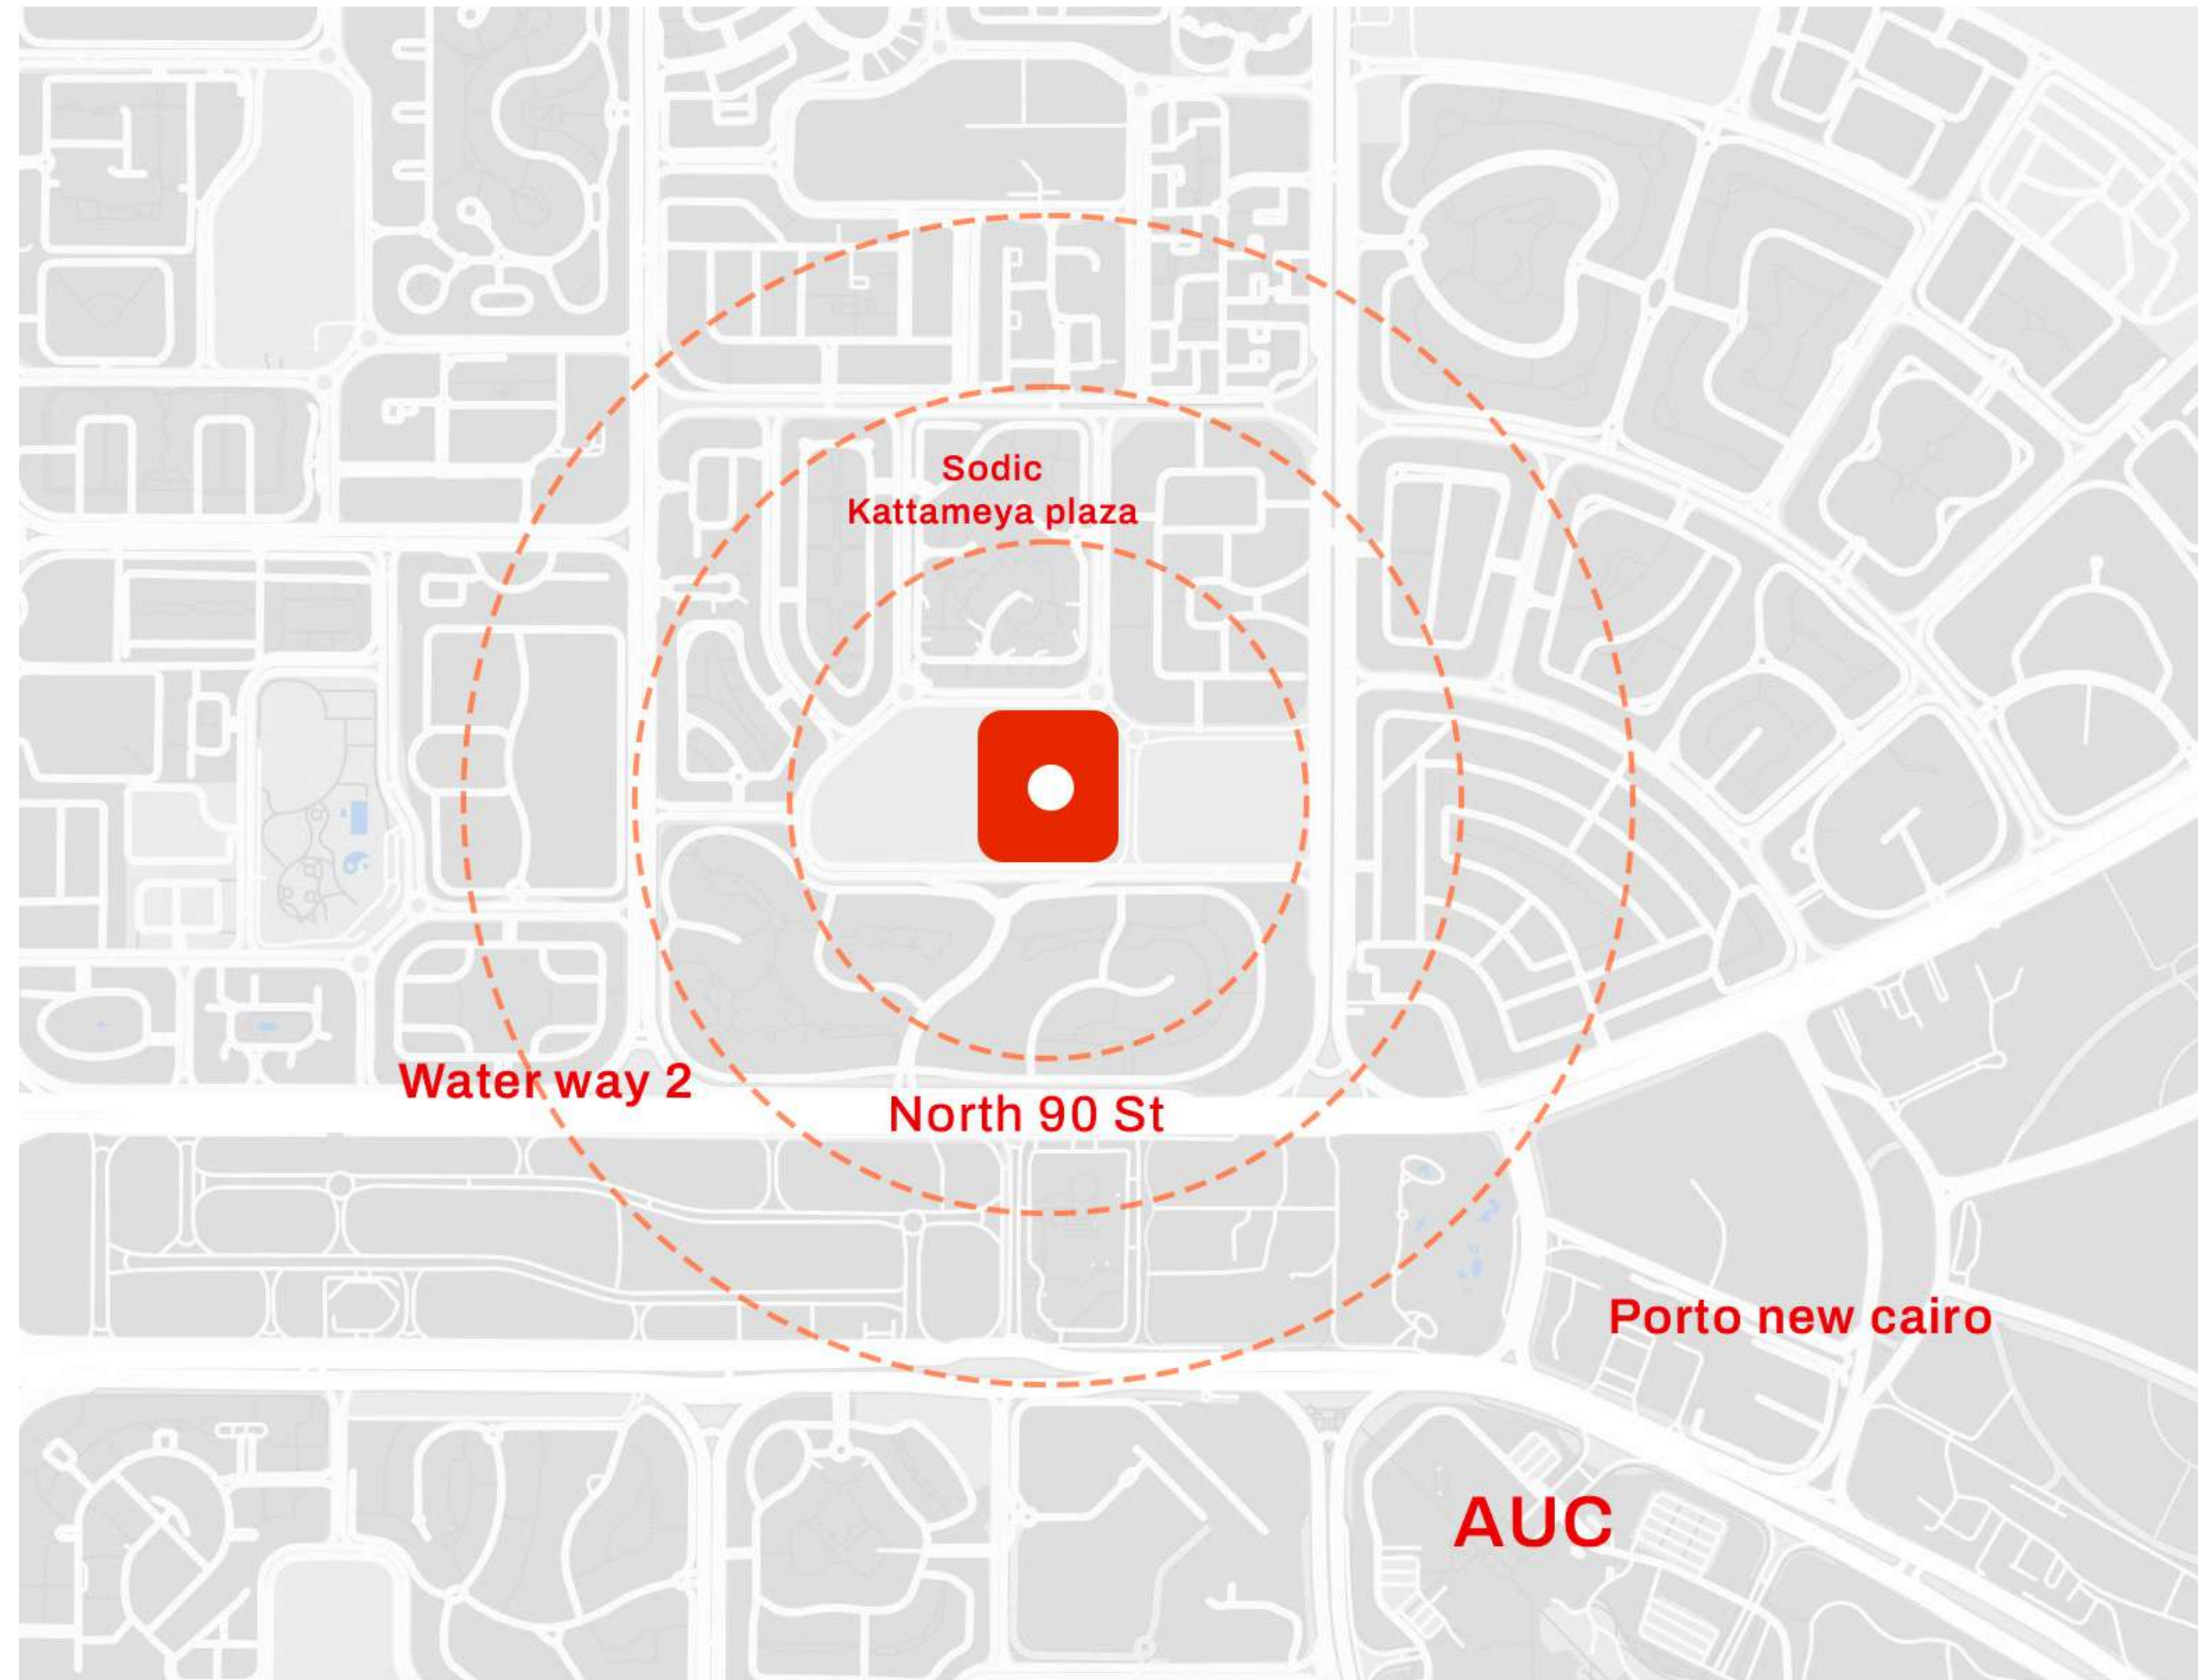 Sodic
Kattameya plaza
Water way 2
North 90 St
Porto new cairo
AUC